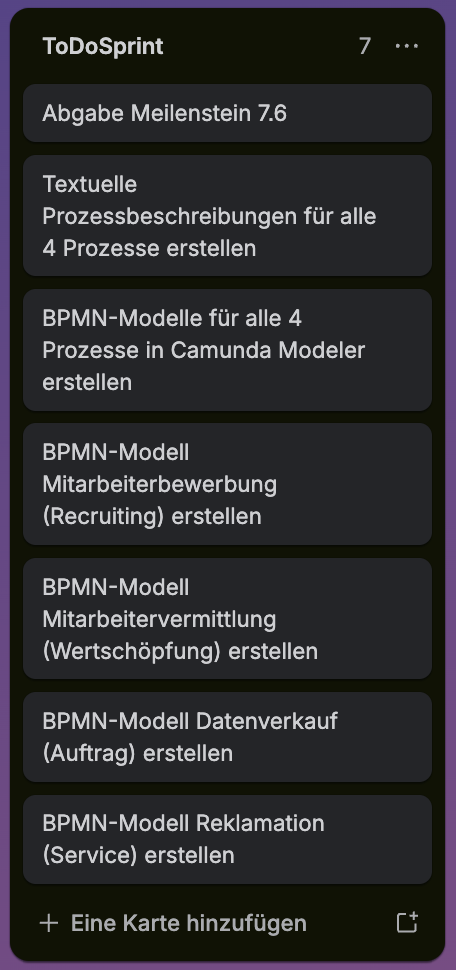 ToDoSprint 7
Abgabe Meilenstein 7.6
Textuelle
Prozessbeschreibungen für alle
4 Prozesse erstellen
BPMN-Modelle für alle 4
Prozesse in Camunda Modeler
erstellen
BPMN-Modell
Mitarbeiterbewerbung
(Recruiting) erstellen
BPMN-Modell
Mitarbeitervermittlung
(Wertschöpfung) erstellen
BPMN-Modell Datenverkauf
(Auftrag) erstellen
BPMN-Modell Reklamation
(Service) erstellen
Eine Karte hinzufügen